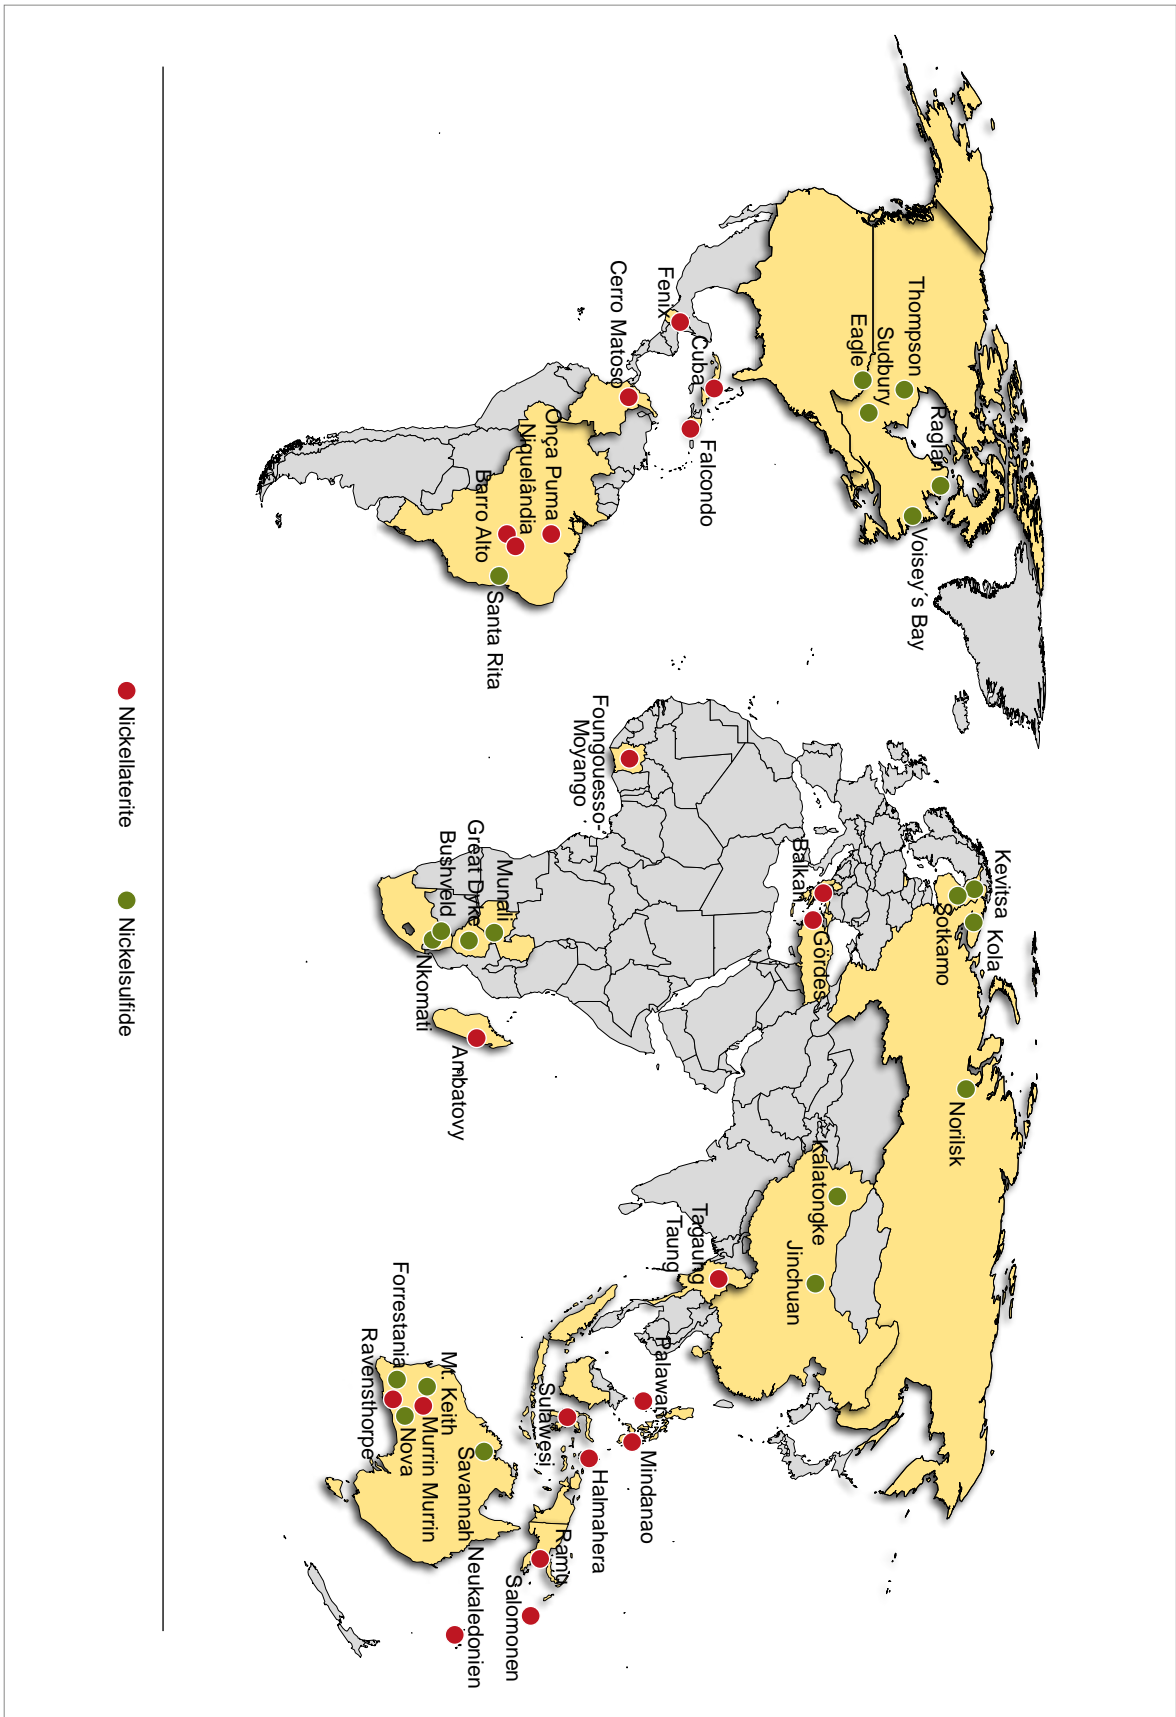 Thompson
Sudbury
Eagle
Raglan
Voisey´s Bay
Fenix
Cuba
Falcondo
Cerro Matoso
Onça Puma
Niquelândia
Barro Alto
Santa Rita
Kevitsa
Kola
Sotkamo
Norilsk
Balkan
Gördes
Kalatongke
Jinchuan
Foungouesso-
Moyango
Munali
Great Dyke
Bushveld
Nkomati
Ambatovy
Tagaung
Taung
Palawan
Mindanao
Halmahera
Sulawesi
Ramu
Salomonen
Neukaledonien
Savannah
Murrin Murrin
Mt. Keith
Nova
Forrestania
Ravensthorpe
Nickellaterite
Nickelsulfide